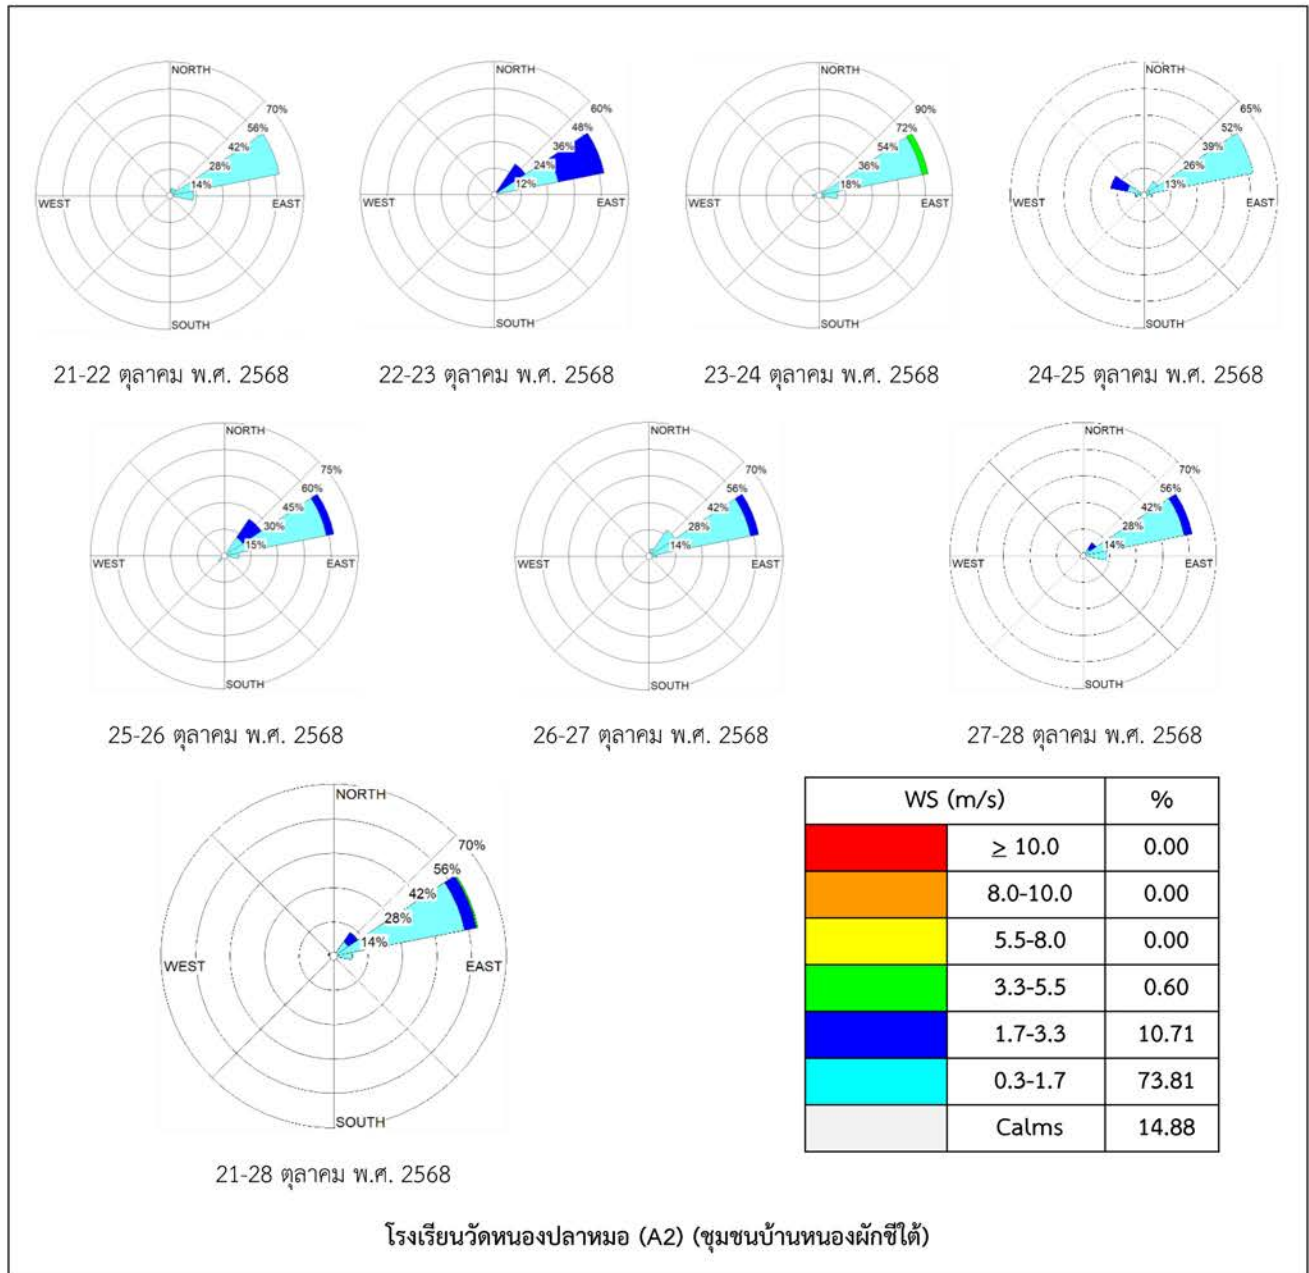 NORTH
70%
56%
42%
28%
14%
WEST
EAST
SOUTH
21-22 ตุลาคม พ.ศ. 2568
NORTH
60%
48%
36%
24%
12%
WEST
EAST
SOUTH
22-23 ตุลาคม พ.ศ. 2568
NORTH
90%
72%
54%
36%
18%
WEST
EAST
SOUTH
23-24 ตุลาคม พ.ศ. 2568
NORTH
65%
52%
39%
26%
13%
WEST
EAST
SOUTH
24-25 ตุลาคม พ.ศ. 2568
NORTH
75%
60%
45%
30%
15%
WEST
EAST
SOUTH
25-26 ตุลาคม พ.ศ. 2568
NORTH
70%
56%
42%
28%
14%
WEST
EAST
SOUTH
26-27 ตุลาคม พ.ศ. 2568
NORTH
70%
56%
42%
28%
14%
WEST
EAST
SOUTH
27-28 ตุลาคม พ.ศ. 2568
NORTH
70%
56%
42%
28%
14%
WEST
EAST
SOUTH
21-28 ตุลาคม พ.ศ. 2568
WS (m/s) %
≥ 10.0 0.00
8.0-10.0 0.00
5.5-8.0 0.00
3.3-5.5 0.60
1.7-3.3 10.71
0.3-1.7 73.81
Calms 14.88
โรงเรียนวัดหนองปลาหมอ (A2) (ชุมชนบ้านหนองผักชีใต้)